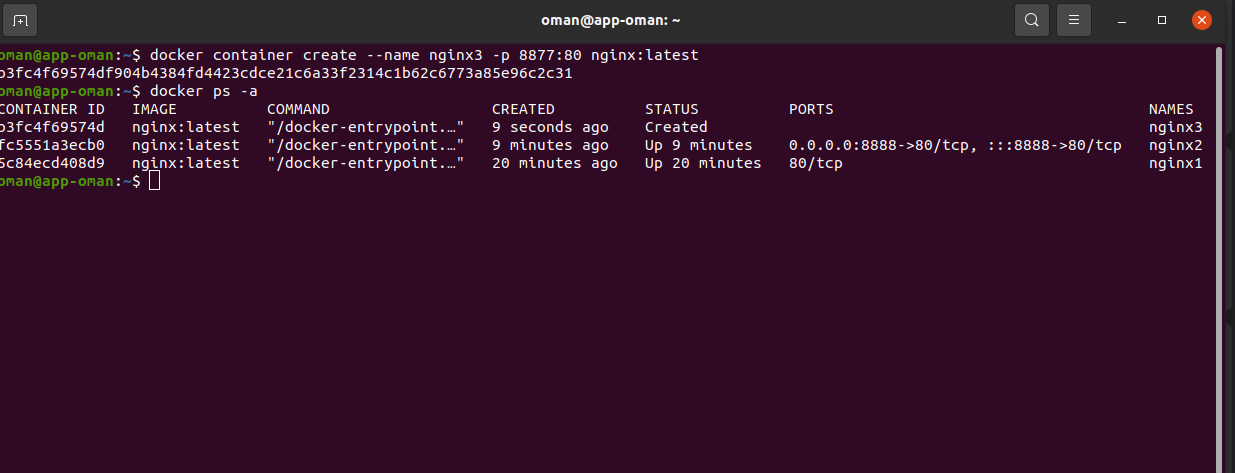 oman@app-oman: ~
oman@app-oman:~$ docker container create --name nginx3 -p 8877:80 nginx:latest
b3fc4f69574df904b4384fd4423cdce21c6a33f2314c1b62c6773a85e96c2c31
oman@app-oman:~$ docker ps -a
CONTAINER ID   IMAGE          COMMAND                  CREATED          STATUS          PORTS                                   NAMES
b3fc4f69574d   nginx:latest   "/docker-entrypoint.…"   9 seconds ago    Created                                                 nginx3
fc5551a3ecb0   nginx:latest   "/docker-entrypoint.…"   9 minutes ago    Up 9 minutes    0.0.0.0:8888->80/tcp, :::8888->80/tcp   nginx2
5c84ecd408d9   nginx:latest   "/docker-entrypoint.…"   20 minutes ago   Up 20 minutes   80/tcp                                  nginx1
oman@app-oman:~$